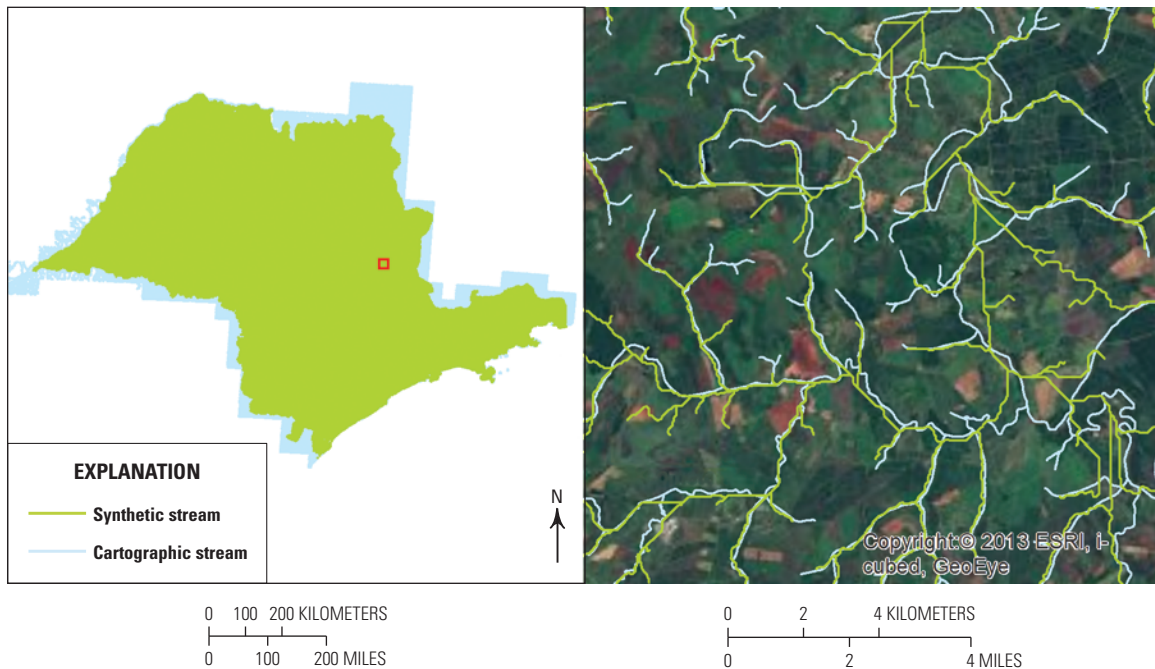 EXPLANATION
Synthetic stream
Cartographic stream
N
Copyright:© 2013 ESRI, i-
cubed, GeoEye
0 100 200 KILOMETERS
0 100 200 MILES
0 2 4 KILOMETERS
0 2 4 MILES